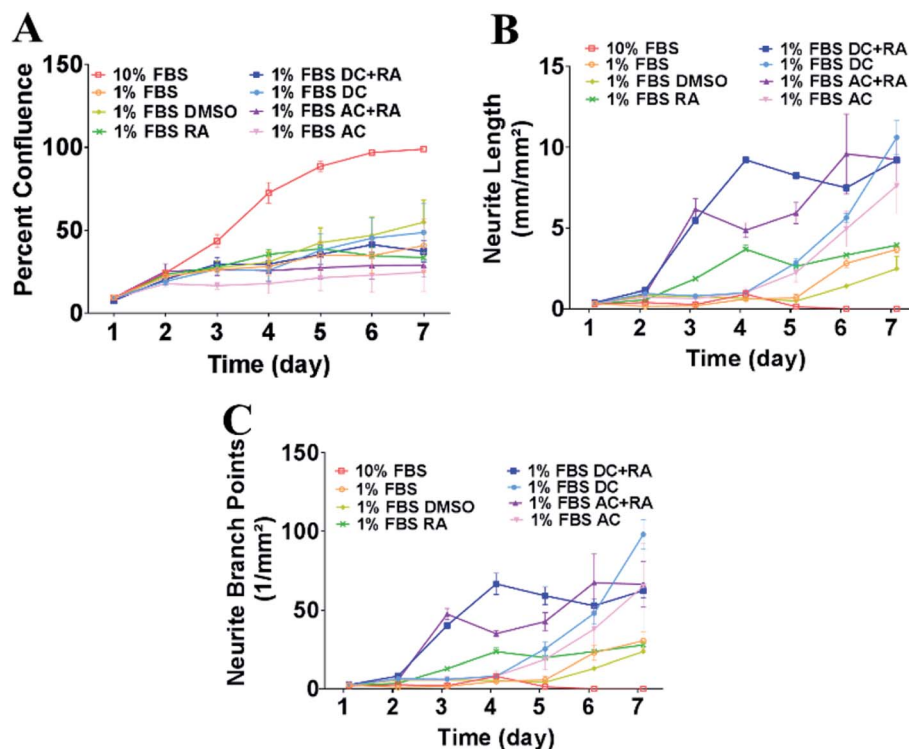 A
Percent Confluence
150
100
50
0
10% FBS
1% FBS
1% FBS DMSO
1% FBS RA
1% FBS DC+RA
1% FBS DC
1% FBS AC+RA
1% FBS AC
1 2 3 4 5 6 7
Time (day)
B
Neurite Length
(mm/mm²)
15
10
5
0
10% FBS
1% FBS
1% FBS DMSO
1% FBS RA
1% FBS DC+RA
1% FBS DC
1% FBS AC+RA
1% FBS AC
1 2 3 4 5 6 7
Time (day)
C
Neurite Branch Points
(1/mm²)
150
100
50
0
10% FBS
1% FBS
1% FBS DMSO
1% FBS RA
1% FBS DC+RA
1% FBS DC
1% FBS AC+RA
1% FBS AC
1 2 3 4 5 6 7
Time (day)